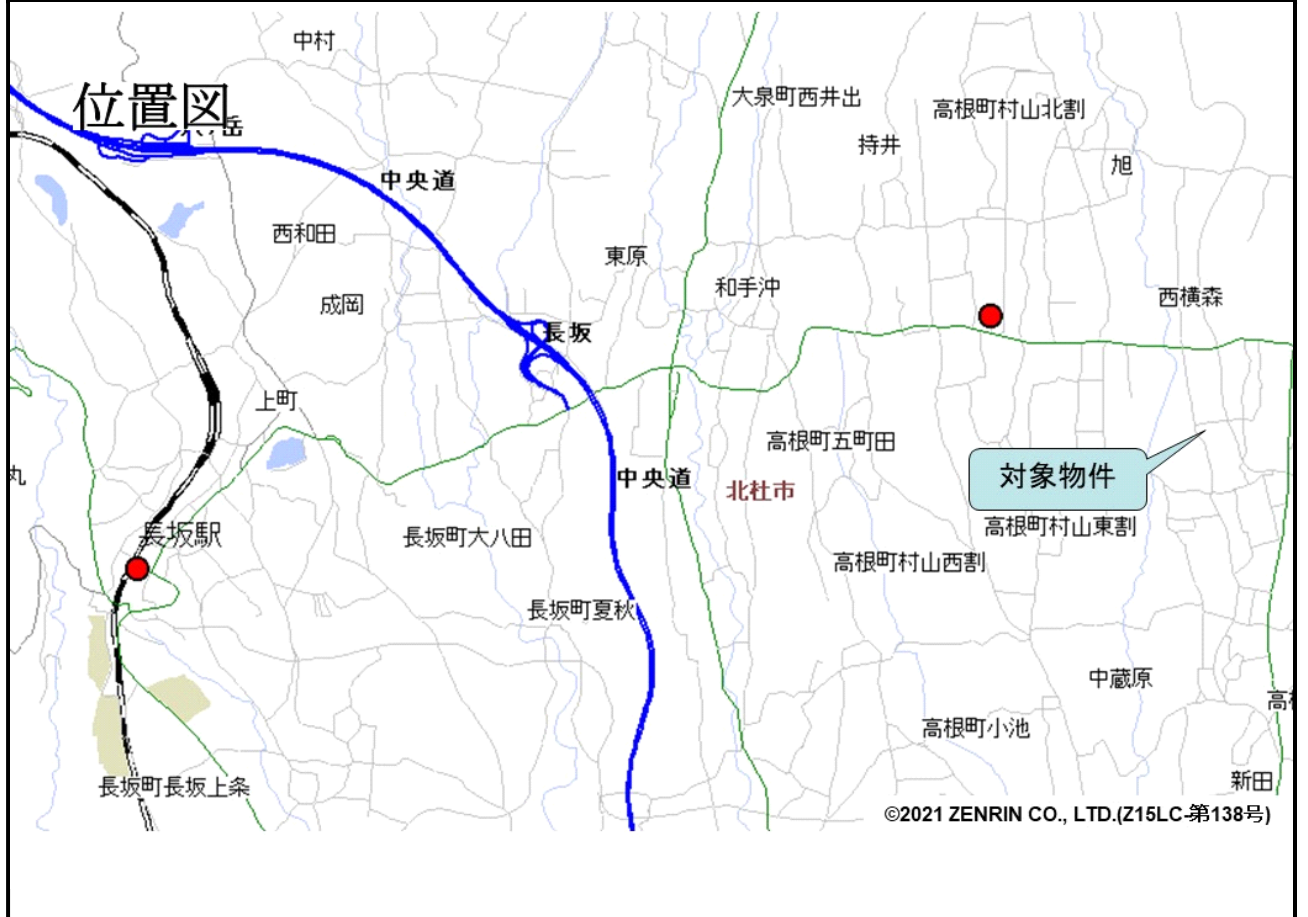 中村
位置図
岳
大泉町西井出
高根町村山北割
持井
旭
中央道
西和田
東原
和手沖
西横森
成岡
長坂
上町
高根町五町田
対象物件
丸
中央道
北杜市
長坂駅
長坂町大八田
高根町村山東割
高根町村山西割
長坂町夏秋
中蔵原
高
高根町小池
新田
長坂町長坂上条
©2021 ZENRIN CO., LTD.(Z15LC-第138号)